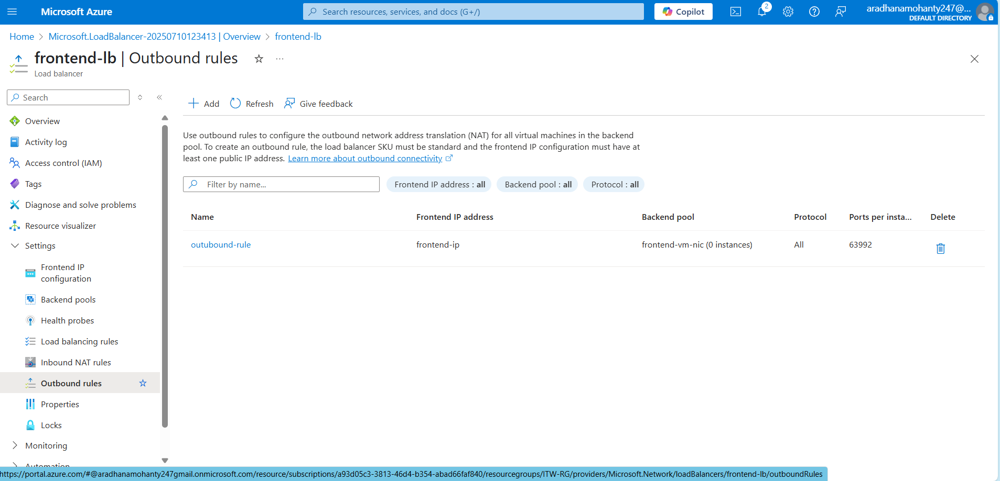 Microsoft Azure
Search resources, services, and docs (G+/)
Copilot
2
aradhanamohanty247@...
DEFAULT DIRECTORY
Home > Microsoft.LoadBalancer-20250710123413 | Overview > frontend-lb
frontend-lb | Outbound rules
Load balancer
Search
Overview
Activity log
Access control (IAM)
Tags
Diagnose and solve problems
Resource visualizer
Settings
Frontend IP
configuration
Backend pools
Health probes
Load balancing rules
Inbound NAT rules
Outbound rules
Properties
Locks
Monitoring
Automation
Add
Refresh
Give feedback
Use outbound rules to configure the outbound network address translation (NAT) for all virtual machines in the backend
pool. To create an outbound rule, the load balancer SKU must be standard and the frontend IP configuration must have at
least one public IP address. Learn more about outbound connectivity
Filter by name...
Frontend IP address : all
Backend pool : all
Protocol : all
Name Frontend IP address Backend pool Protocol Ports per insta... Delete
outubound-rule frontend-ip frontend-vm-nic (0 instances) All 63992
https://portal.azure.com/#@aradhanamohanty247gmail.onmicrosoft.com/resource/subscriptions/a93d05c3-3813-46d4-b354-abad66faf840/resourcegroups/ITW-RG/providers/Microsoft.Network/loadBalancers/frontend-lb/outboundRules